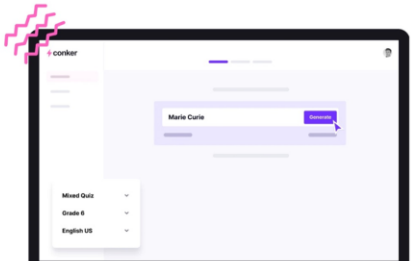 conker
Marie Curie
Generate
Mixed Quiz
Grade 6
English US